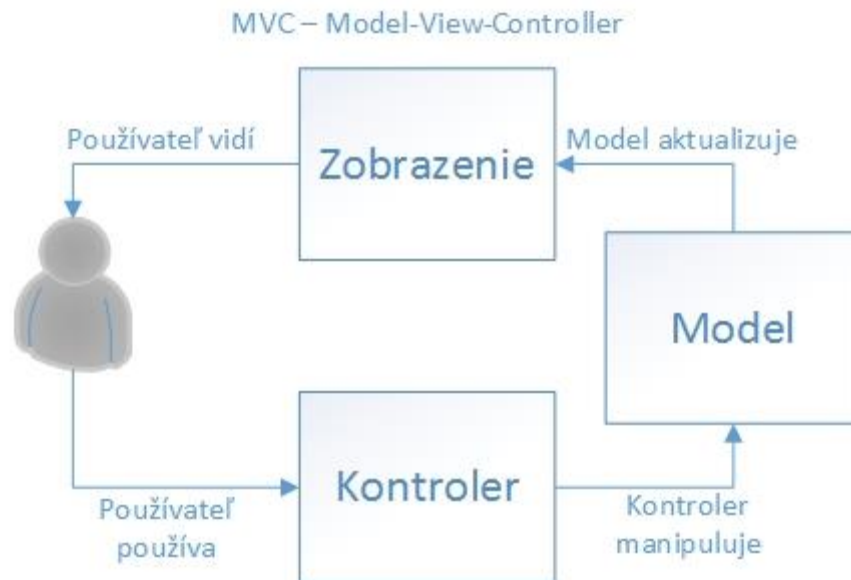 MVC – Model-View-Controller
Používateľ vidí
Zobrazenie
Model aktualizuje
Model
Kontroler
Používateľ
používa
Kontroler
manipuluje